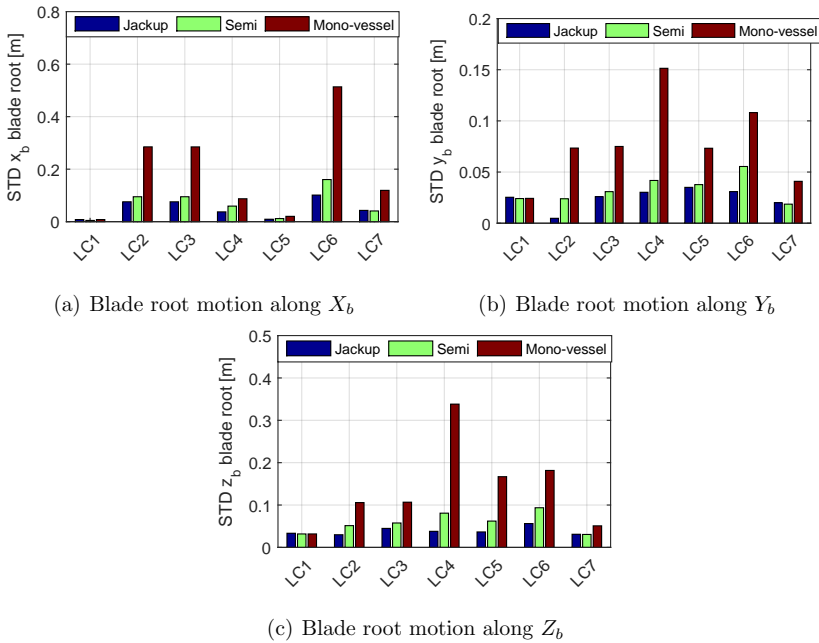 Jackup Semi Mono-vessel
STD x_b blade root [m]
0.8
0.6
0.4
0.2
0
LC1 LC2 LC3 LC4 LC5 LC6 LC7
(a) Blade root motion along X_b
Jackup Semi Mono-vessel
STD y_b blade root [m]
0.2
0.15
0.1
0.05
0
LC1 LC2 LC3 LC4 LC5 LC6 LC7
(b) Blade root motion along Y_b
Jackup Semi Mono-vessel
STD z_b blade root [m]
0.5
0.4
0.3
0.2
0.1
0
LC1 LC2 LC3 LC4 LC5 LC6 LC7
(c) Blade root motion along Z_b